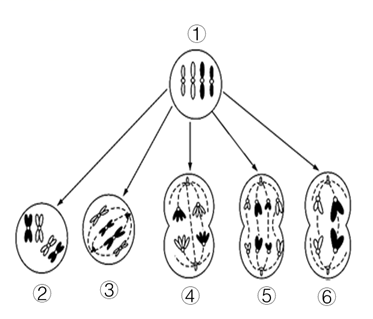 ①
② ③ ④ ⑤ ⑥